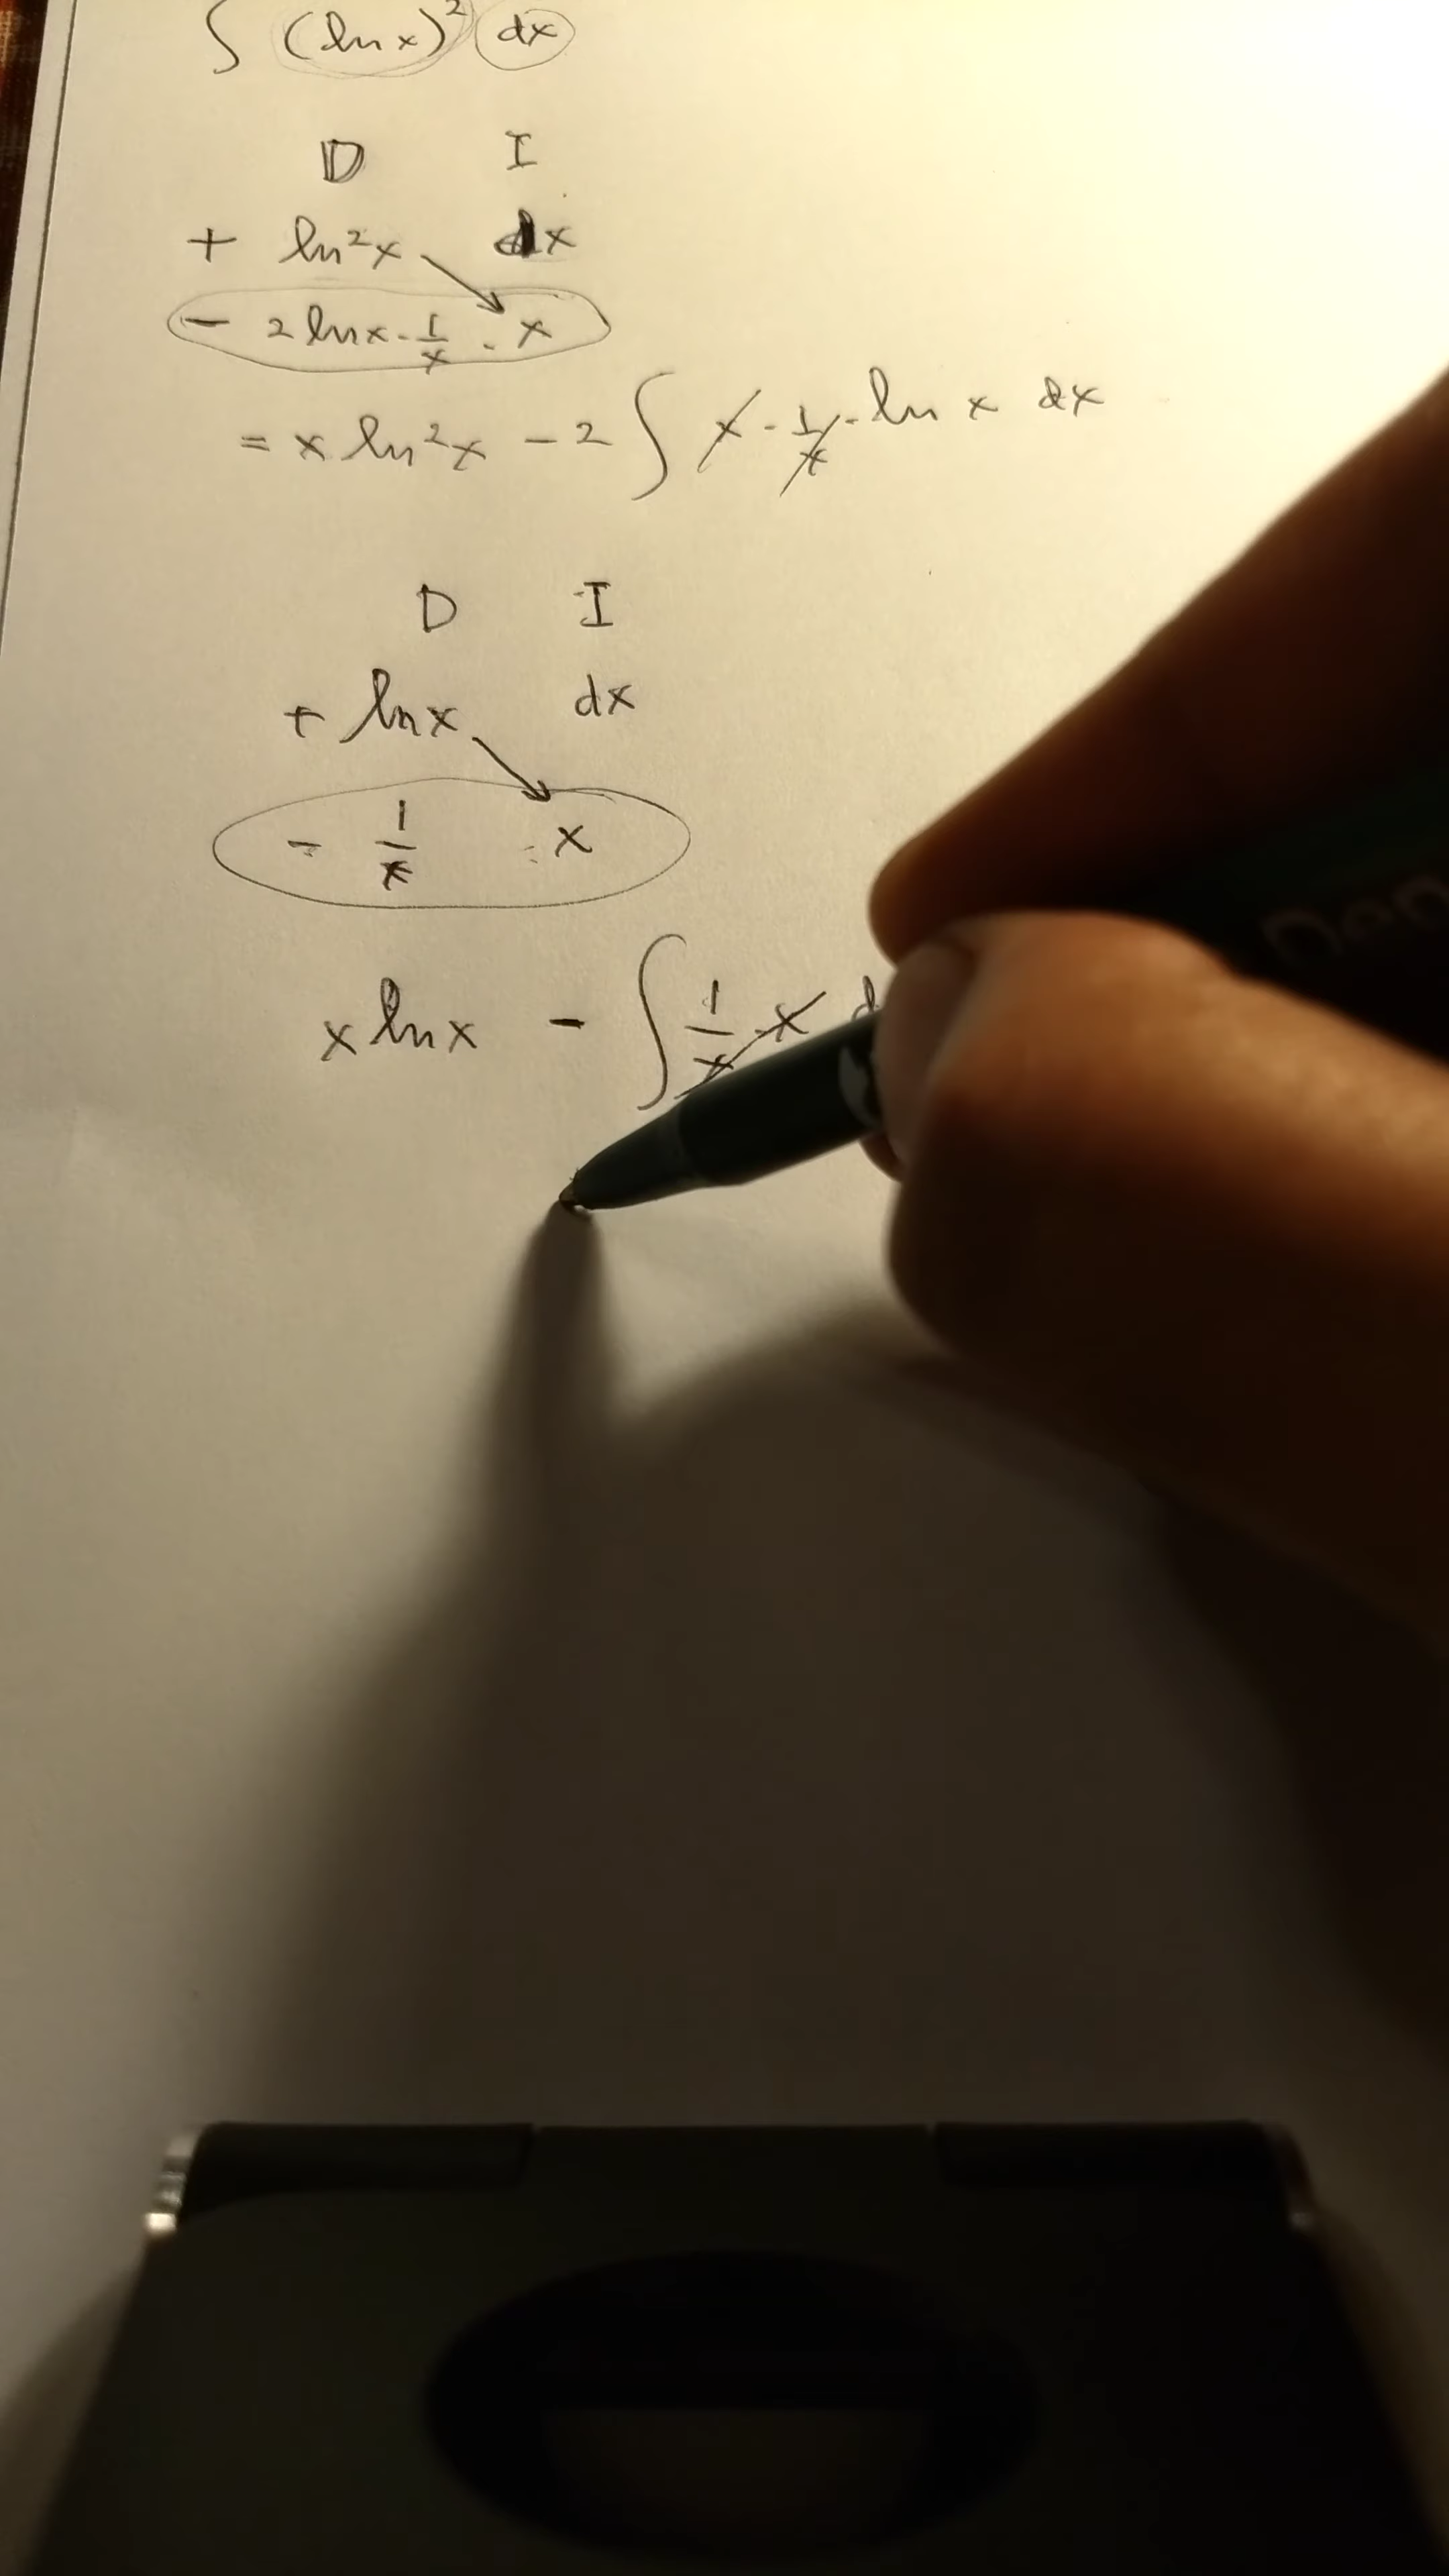 ∫ (ln x)² dx
D I
+ ln²x dx
- 2 ln x · 1/x · x
= x ln²x - 2 ∫ x · 1/x · ln x dx
D I
+ ln x dx
- 1/x · x
x ln x - ∫ 1/x · x d